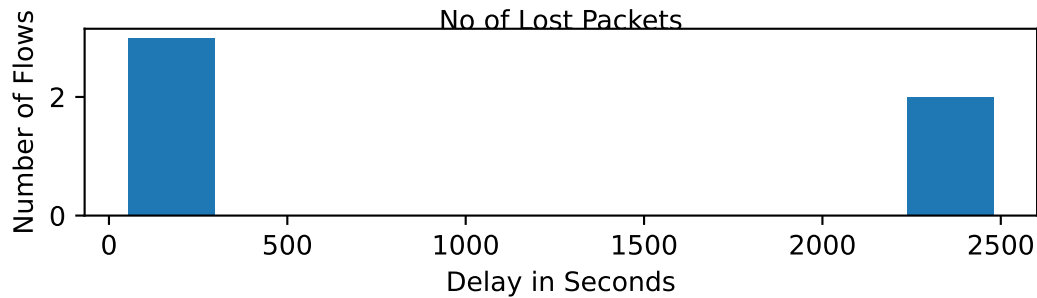 No of Lost Packets
Number of Flows
2
0
0 500 1000 1500 2000 2500
Delay in Seconds